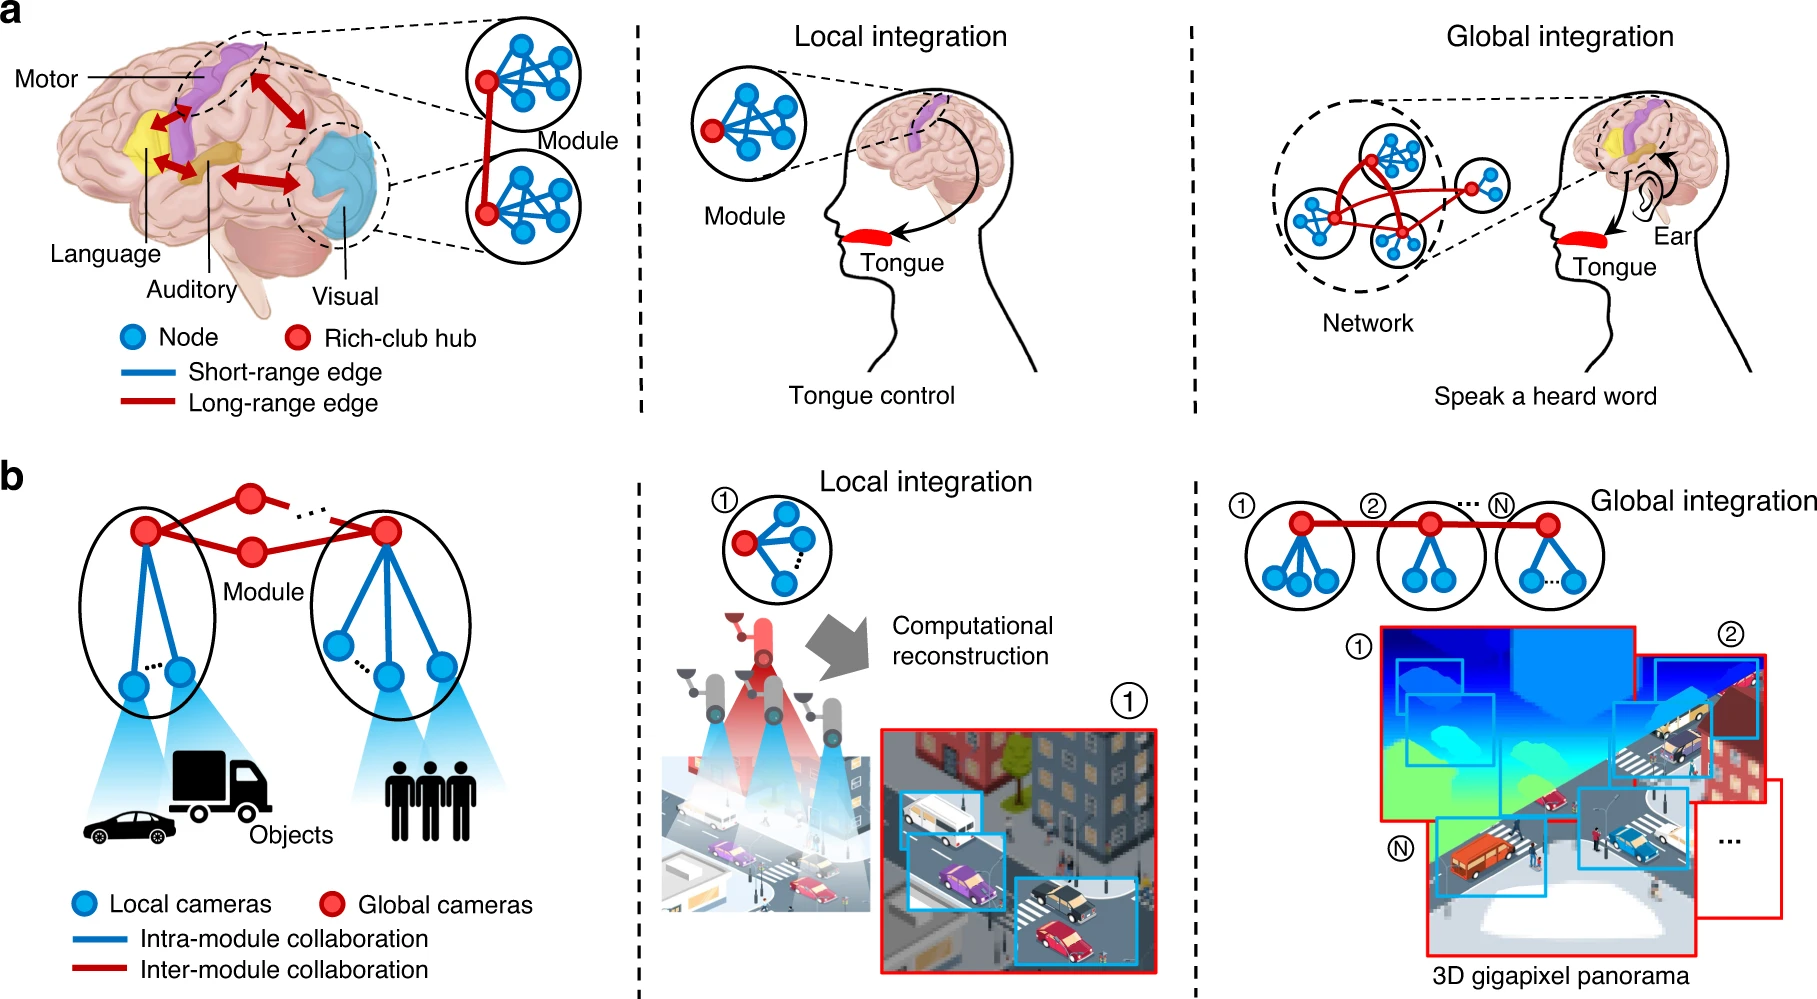 a
Motor
Language
Auditory
Visual
Module
Node
Rich-club hub
Short-range edge
Long-range edge
Local integration
Module
Tongue
Tongue control
Global integration
Network
Ear
Tongue
Speak a heard word
b
...
Module
...
...
Objects
Local cameras
Global cameras
Intra-module collaboration
Inter-module collaboration
Local integration
1
...
Computational
reconstruction
1
Global integration
1
2
...
N
...
1
2
N
...
3D gigapixel panorama